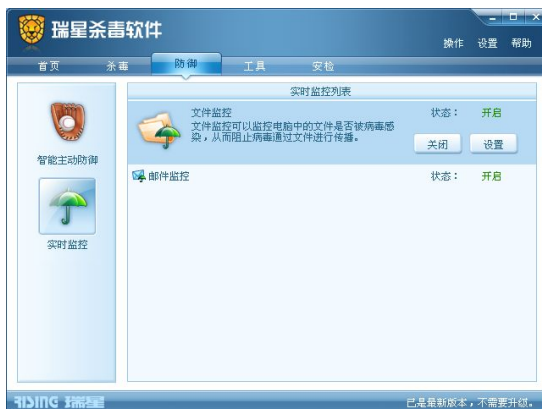 瑞星杀毒软件
操作 设置 帮助
首页 杀毒 防御 工具 安检
实时监控列表
文件监控
状态： 开启
文件监控可以监控电脑中的文件是否被病毒感
染，从而阻止病毒通过文件进行传播。
关闭 设置
智能主动防御
邮件监控
状态： 开启
实时监控
RISING 瑞星
已是最新版本，不需要升级。